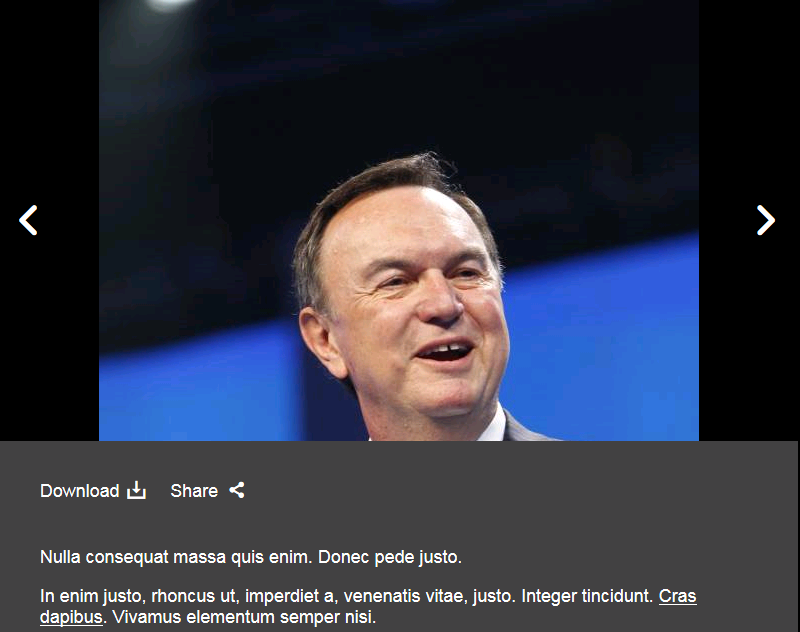 Download
Share
Nulla consequat massa quis enim. Donec pede justo.
In enim justo, rhoncus ut, imperdiet a, venenatis vitae, justo. Integer tincidunt. Cras
dapibus. Vivamus elementum semper nisi.